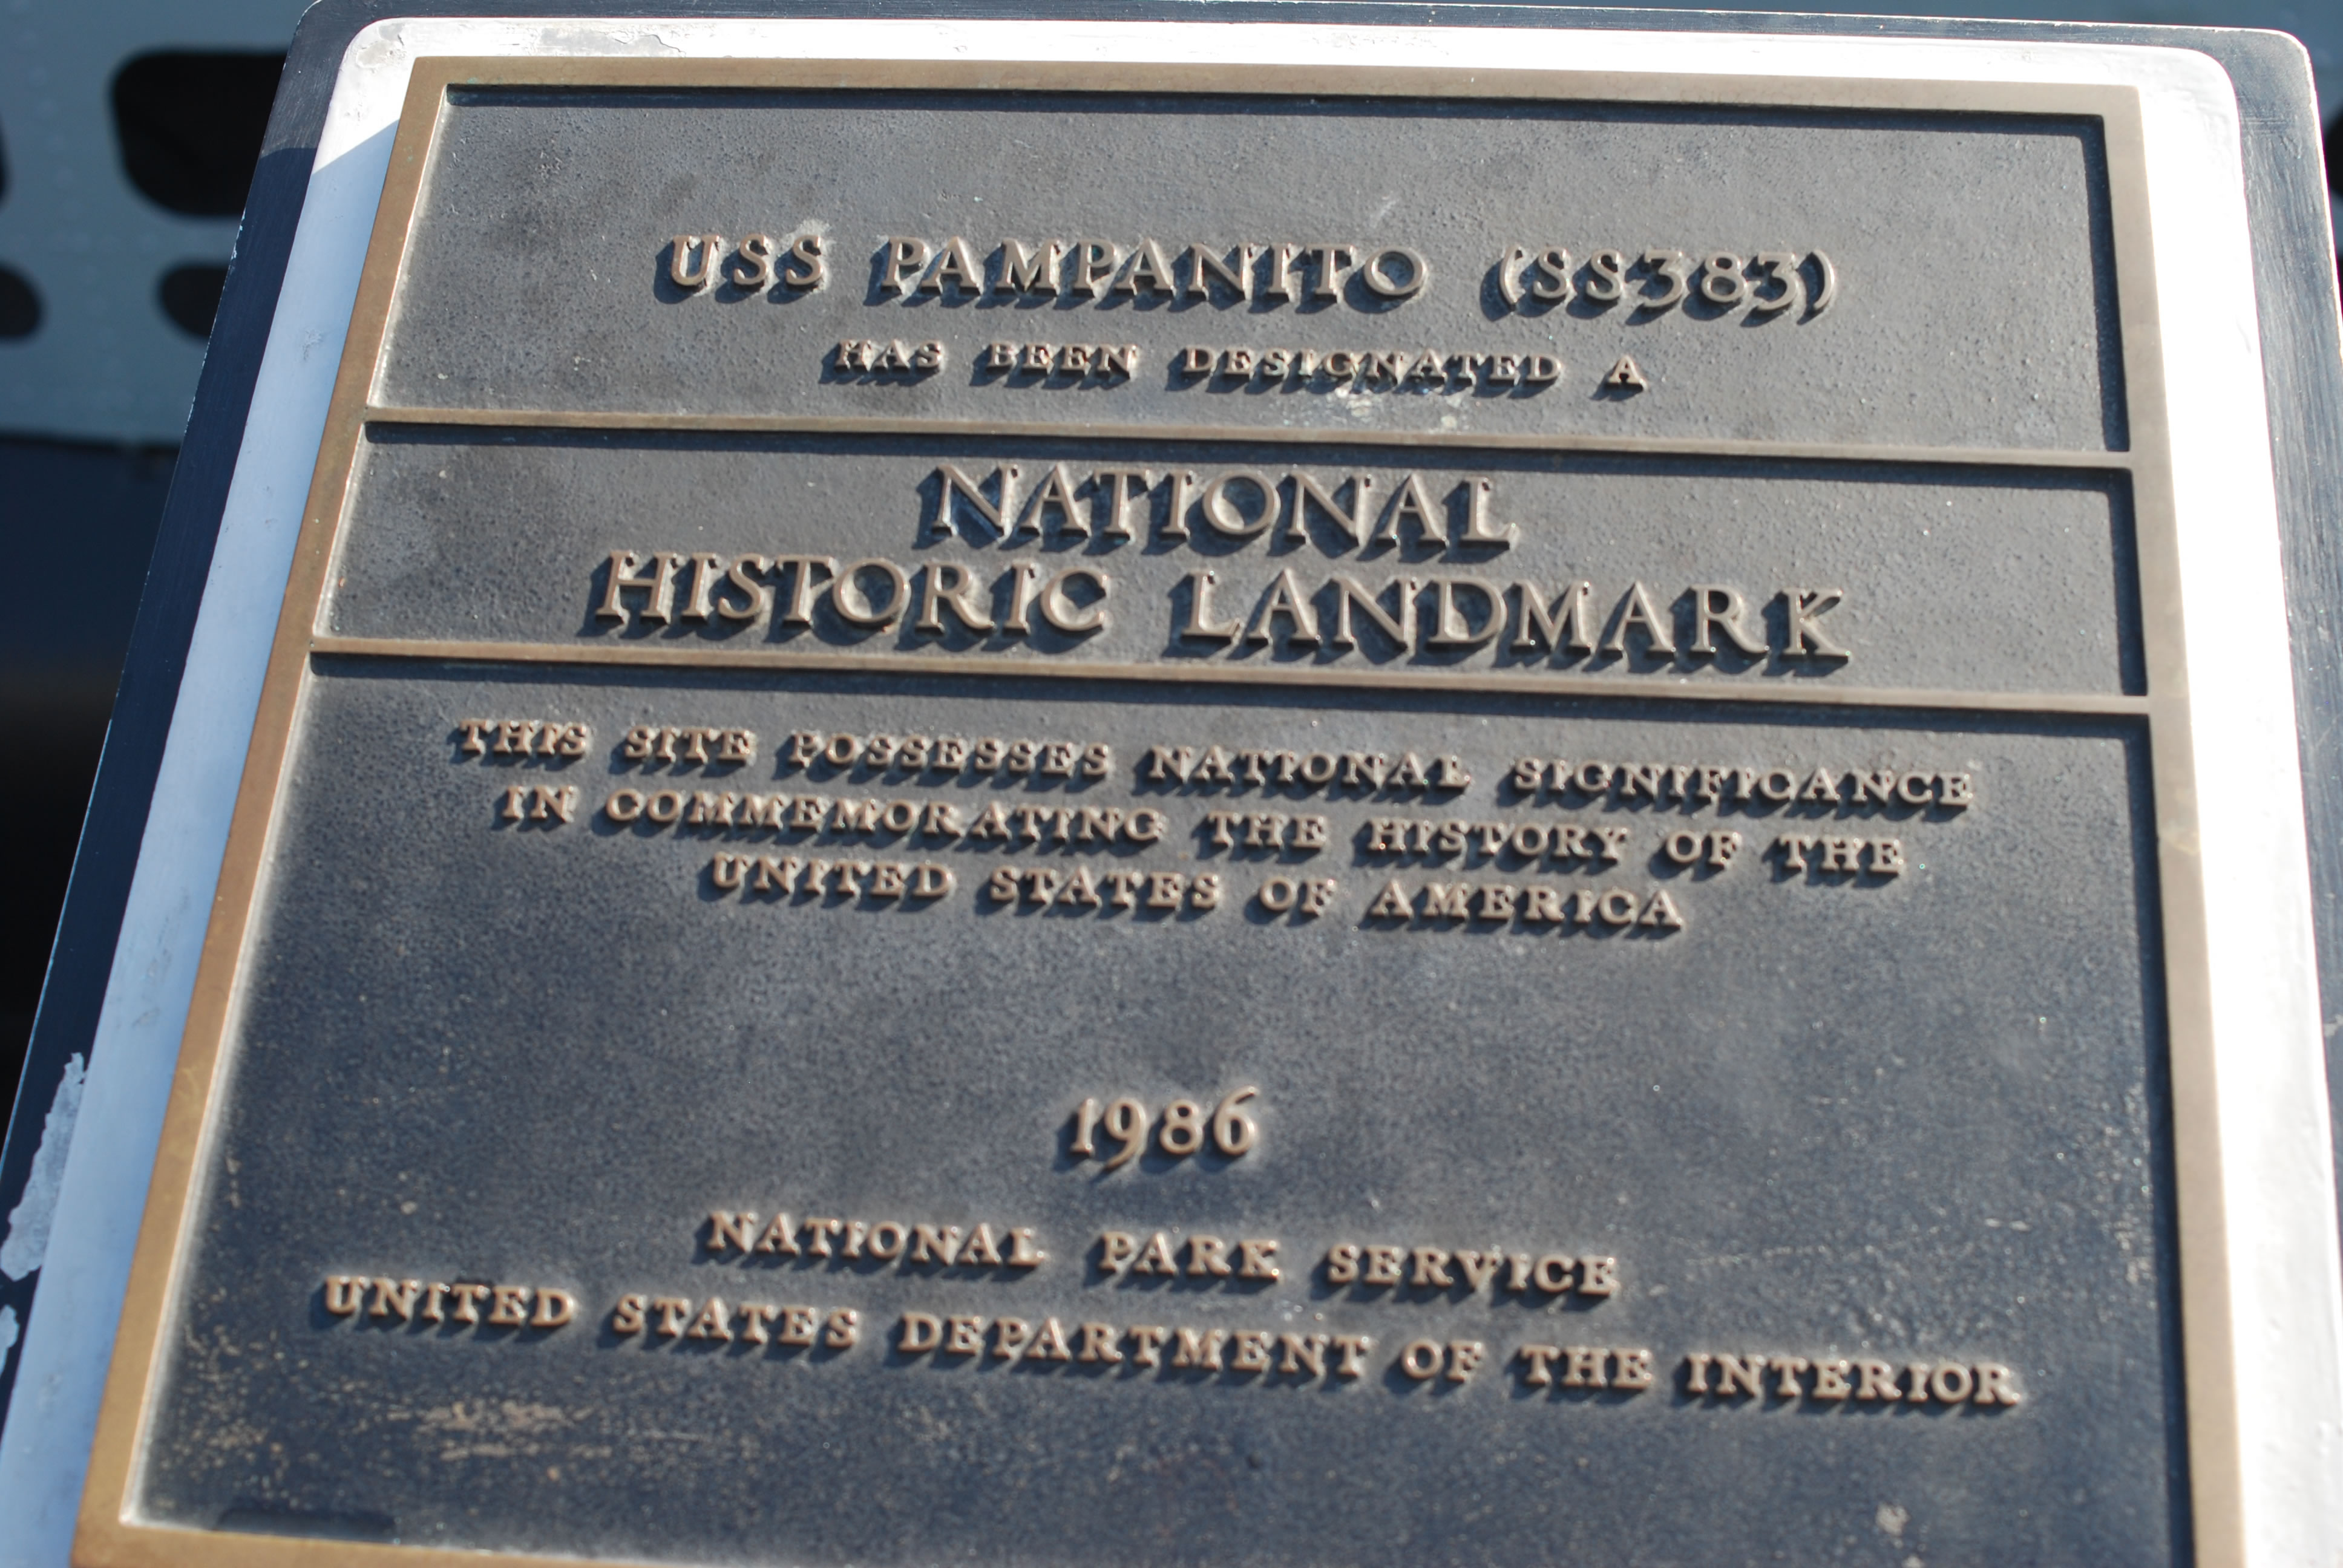 USS PAMPANITO (SS383)
HAS BEEN DESIGNATED A
NATIONAL
HISTORIC LANDMARK
THIS SITE POSSESSES NATIONAL SIGNIFICANCE
IN COMMEMORATING THE HISTORY OF THE
UNITED STATES OF AMERICA
1986
NATIONAL PARK SERVICE
UNITED STATES DEPARTMENT OF THE INTERIOR